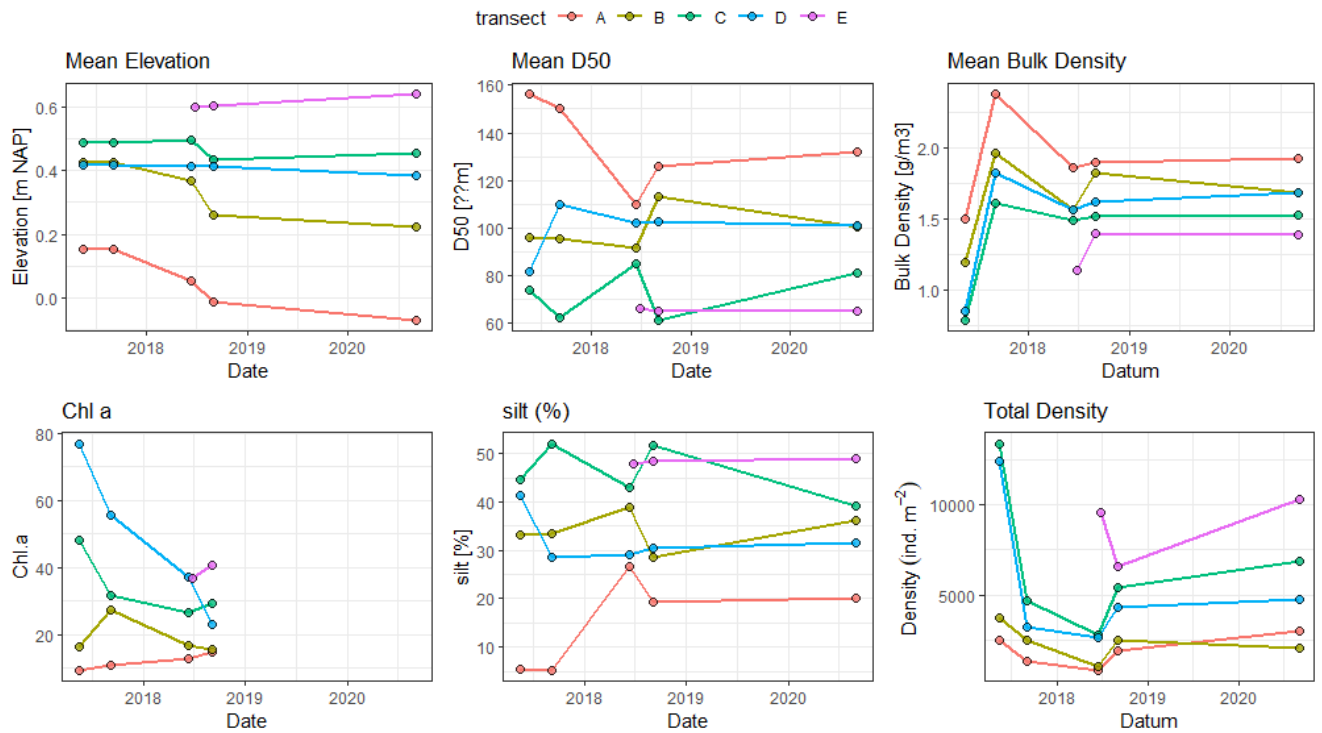 transect A B C D E
Mean Elevation
Elevation [m NAP]
0.6
0.4
0.2
0.0
2018 2019 2020
Date
Mean D50
D50 [??m]
160
140
120
100
80
60
2018 2019 2020
Date
Mean Bulk Density
Bulk Density [g/m3]
2.0
1.5
1.0
2018 2019 2020
Datum
Chl a
Chl.a
80
60
40
20
2018 2019 2020
Date
silt (%)
silt [%]
50
40
30
20
10
2018 2019 2020
Date
Total Density
Density (ind. m⁻²)
10000
5000
2018 2019 2020
Datum